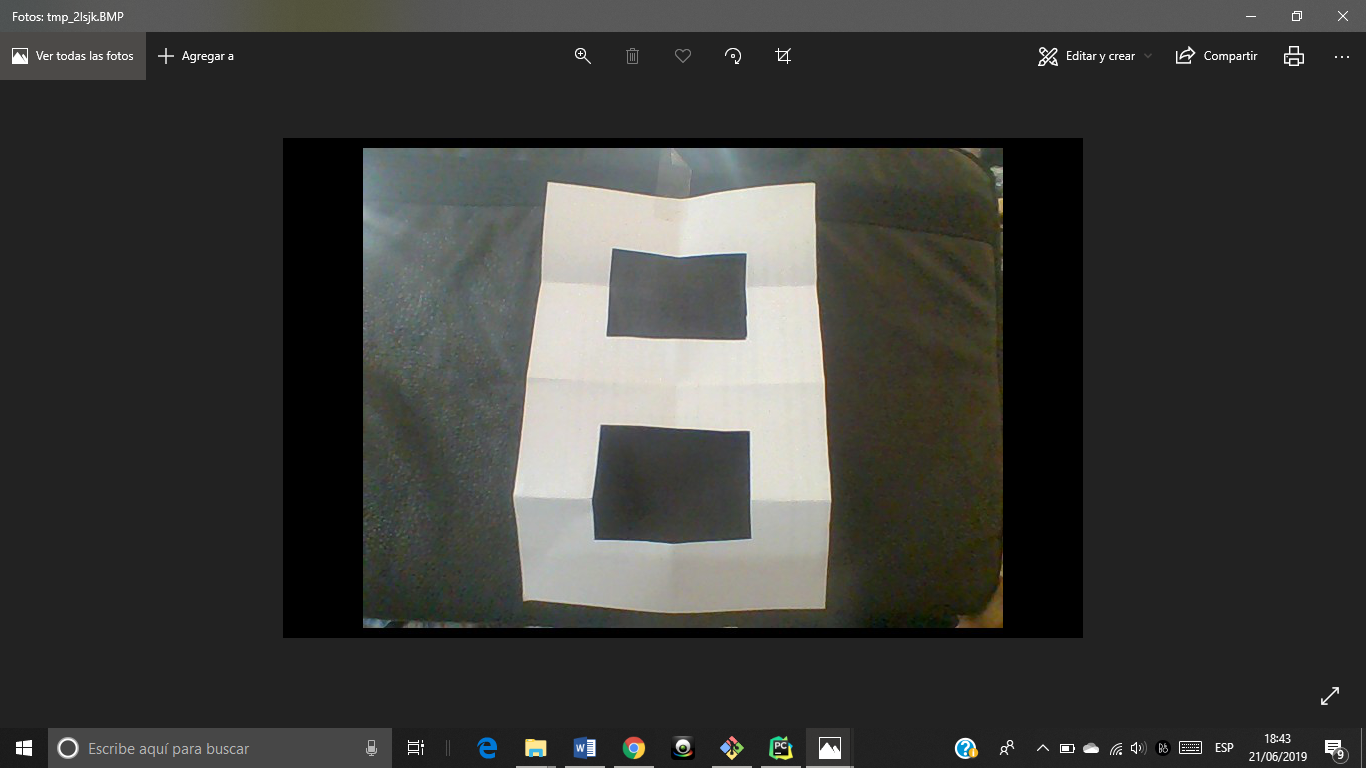 Fotos: tmp_2lsjk.BMP
Ver todas las fotos
Agregar a
Editar y crear
Compartir
Escribe aquí para buscar
ESP
18:43
21/06/2019
9